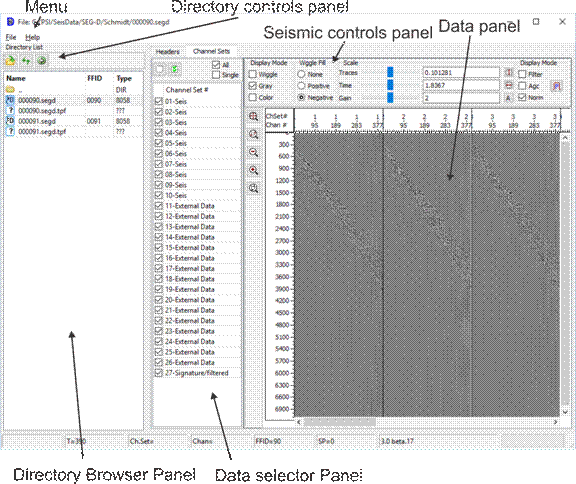 Menu
Directory controls panel
Seismic controls panel
Data panel
SeisData/SEG-D/Schmidt/000090.segd
File Help
Directory List
Name FFID Type
.. DIR
000090.segd 0090 8058
000090.segd.tpf ???
000091.segd 0091 8058
000091.segd.tpf ???
Headers Channel Sets
All
Single
Channel Set #
01-Seis
02-Seis
03-Seis
04-Seis
05-Seis
06-Seis
07-Seis
08-Seis
09-Seis
10-Seis
11-External Data
12-External Data
13-External Data
14-External Data
15-External Data
16-External Data
17-External Data
18-External Data
19-External Data
20-External Data
21-External Data
22-External Data
23-External Data
24-External Data
25-External Data
26-External Data
27-Signature/filtered
Display Mode Wiggle Fill Scale Display Mode
Wiggle None Traces 0.101281 Filter
Gray Positive Time 1.8367 Agc
Color Negative Gain 2 A Norm
ChSet# 1 1 1 1 2 2 2 2 3 3 3 3
Chan # 95 189 283 377 95 189 283 377 95 189 283 377
300
600
900
1200
1500
1800
2100
2400
2700
3000
3300
3600
3900
4200
4500
4800
5100
5400
5700
6000
6300
6600
6900
T=390 Ch.Set= Chan= FFID=90 SP=0 3.0 beta.17
Directory Browser Panel
Data selector Panel